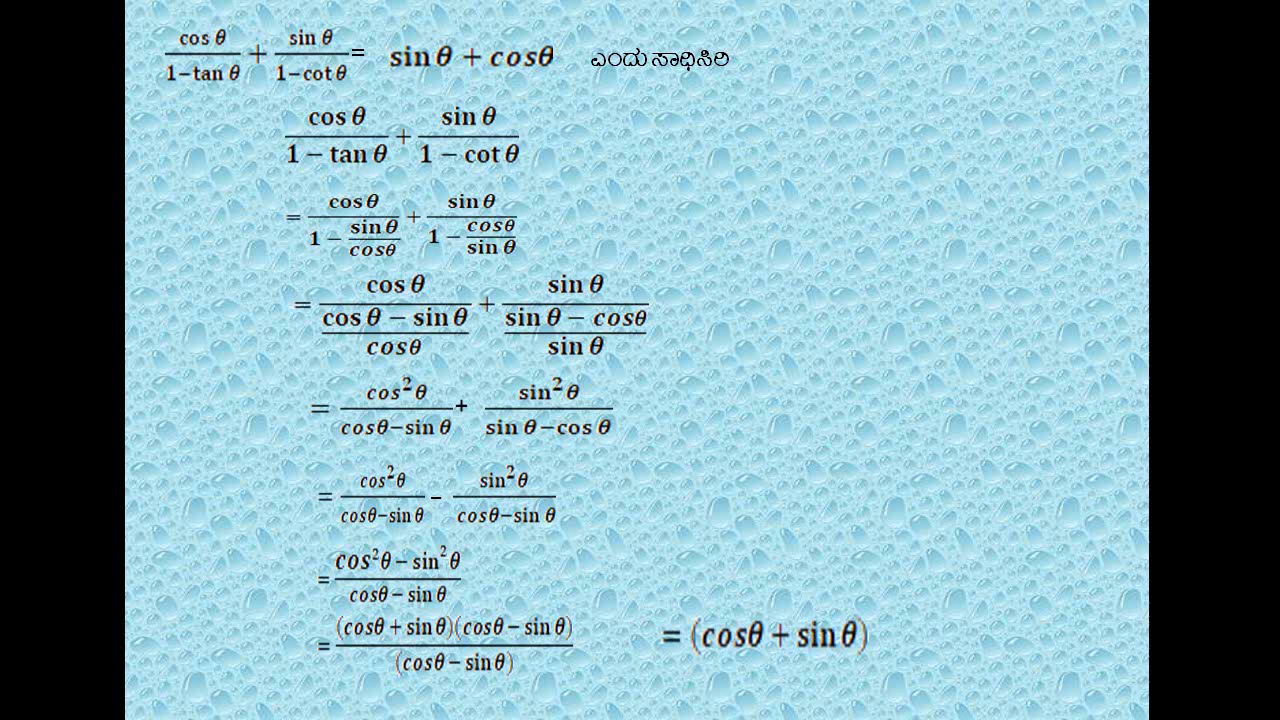 cos θ / 1−tan θ + sin θ / 1−cot θ = sin θ + cosθ ಎಂದು ಸಾಧಿಸಿರಿ
cos θ / 1 − tan θ + sin θ / 1 − cot θ
= cos θ / 1 − sin θ/cosθ + sin θ / 1 − cosθ/sin θ
= cos θ / cos θ − sin θ / cosθ + sin θ / sin θ − cosθ / sin θ
= cos²θ / cosθ−sin θ + sin²θ / sin θ−cos θ
= cos²θ / cosθ−sin θ − sin²θ / cosθ−sin θ
= cos²θ − sin²θ / cosθ − sin θ
= (cosθ + sin θ)(cosθ − sin θ) / (cosθ − sin θ) = (cosθ + sin θ)